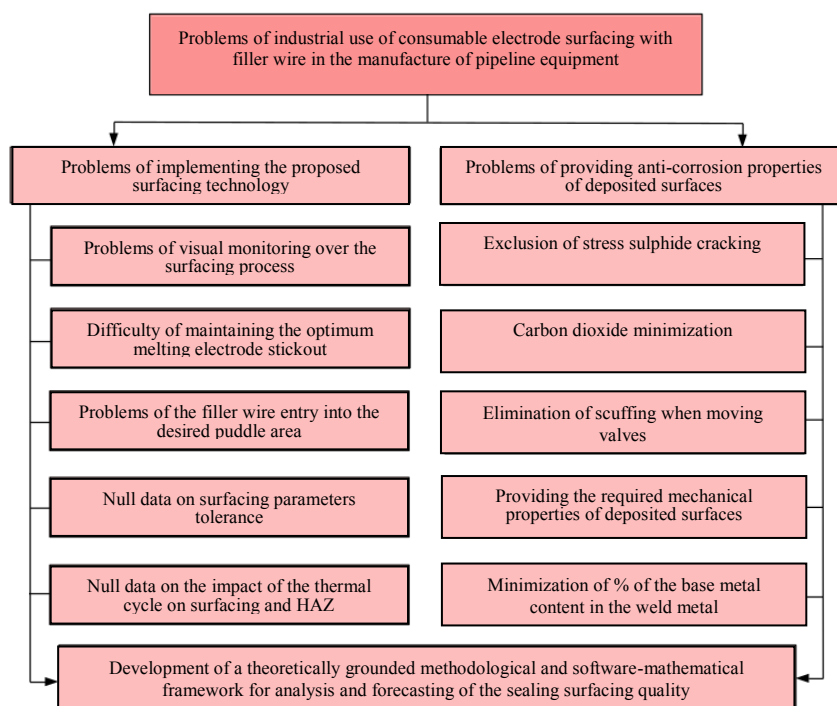 Problems of industrial use of consumable electrode surfacing with
filler wire in the manufacture of pipeline equipment
Problems of implementing the proposed
surfacing technology
Problems of visual monitoring over the
surfacing process
Difficulty of maintaining the optimum
melting electrode stickout
Problems of the filler wire entry into the
desired puddle area
Null data on surfacing parameters
tolerance
Null data on the impact of the thermal
cycle on surfacing and HAZ
Problems of providing anti-corrosion properties
of deposited surfaces
Exclusion of stress sulphide cracking
Carbon dioxide minimization
Elimination of scuffing when moving
valves
Providing the required mechanical
properties of deposited surfaces
Minimization of % of the base metal
content in the weld metal
Development of a theoretically grounded methodological and software-mathematical
framework for analysis and forecasting of the sealing surfacing quality